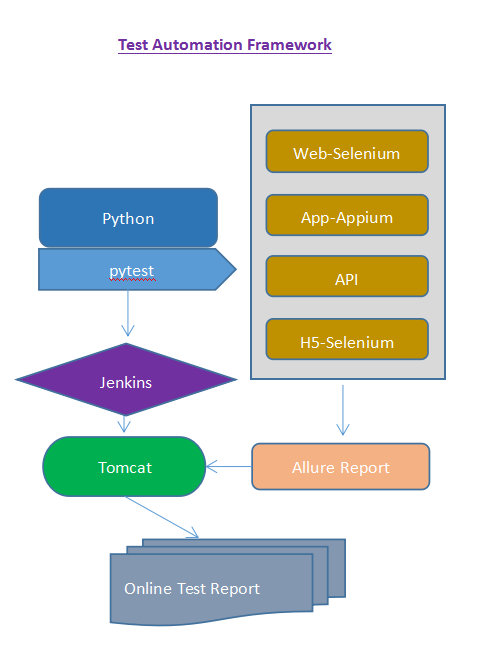 Test Automation Framework
Web-Selenium
App-Appium
API
H5-Selenium
Python
pytest
Jenkins
Tomcat
Allure Report
Online Test Report